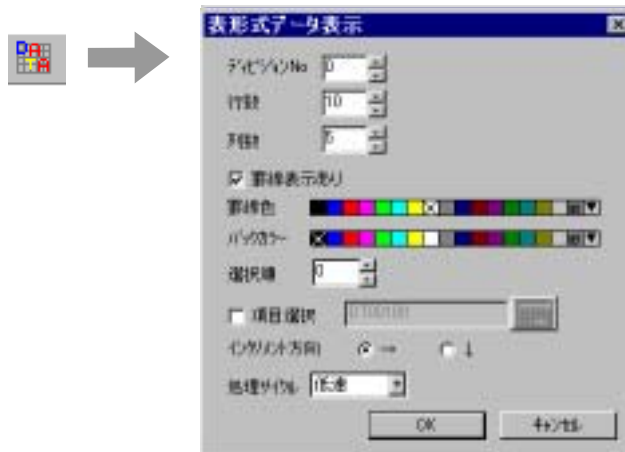 表形式データ表示
DATA
ディビジョンNo 0
行数 10
列数 5
罫線表示あり
罫線色
バックカラー
選択順 0
項目選択
インクリメント方向 → ↓
処理サイクル 低速
OK キャンセル